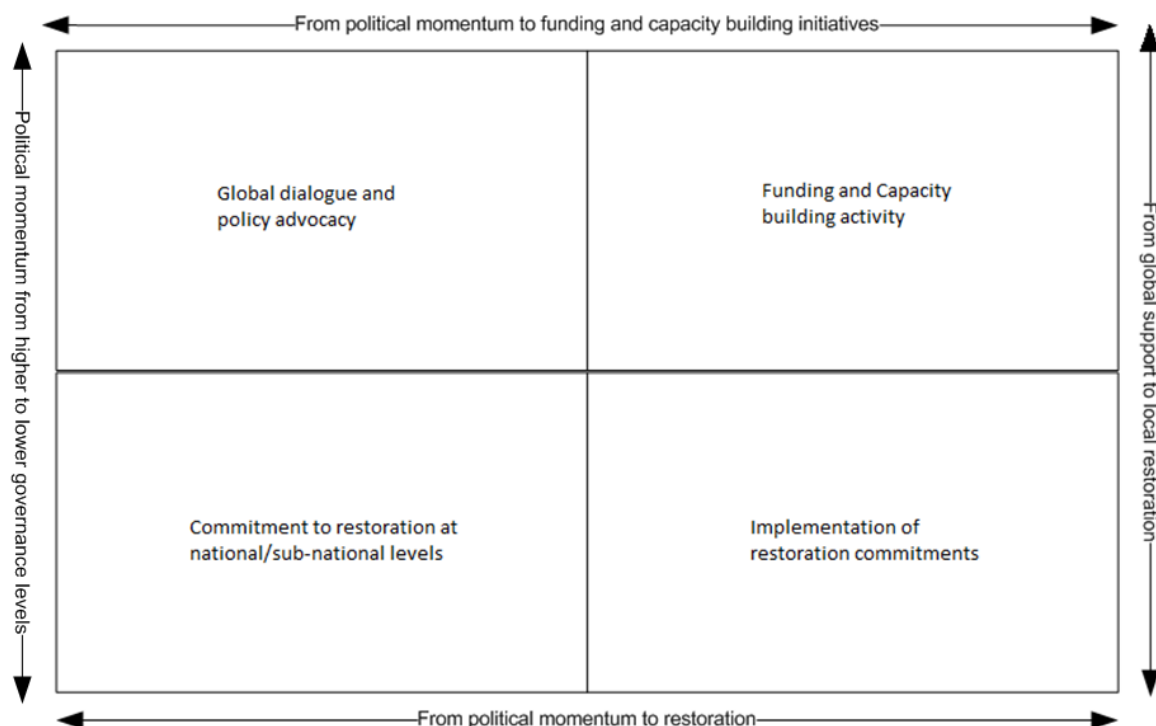 From political momentum to funding and capacity building initiatives
Political momentum from higher to lower governance levels
Global dialogue and
policy advocacy
Funding and Capacity
building activity
From global support to local restoration
Commitment to restoration at
national/sub-national levels
Implementation of
restoration commitments
From political momentum to restoration